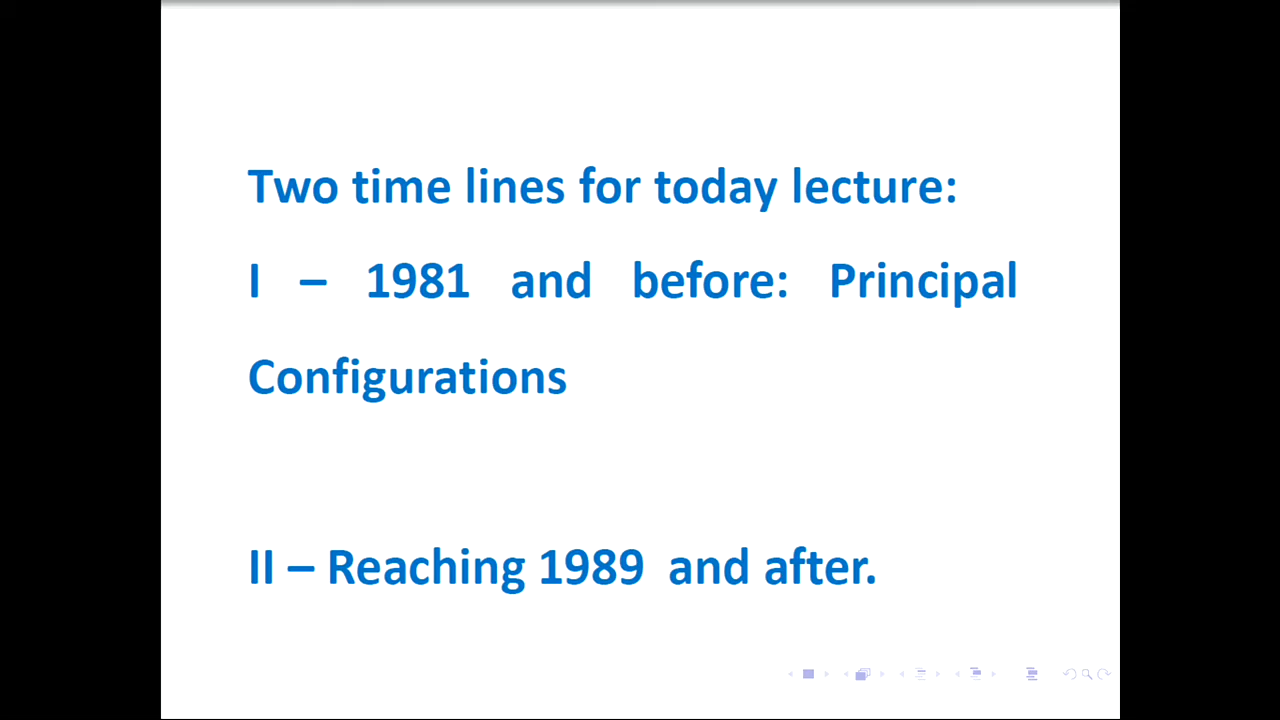 Two time lines for today lecture:
I – 1981 and before: Principal
Configurations
II – Reaching 1989 and after.